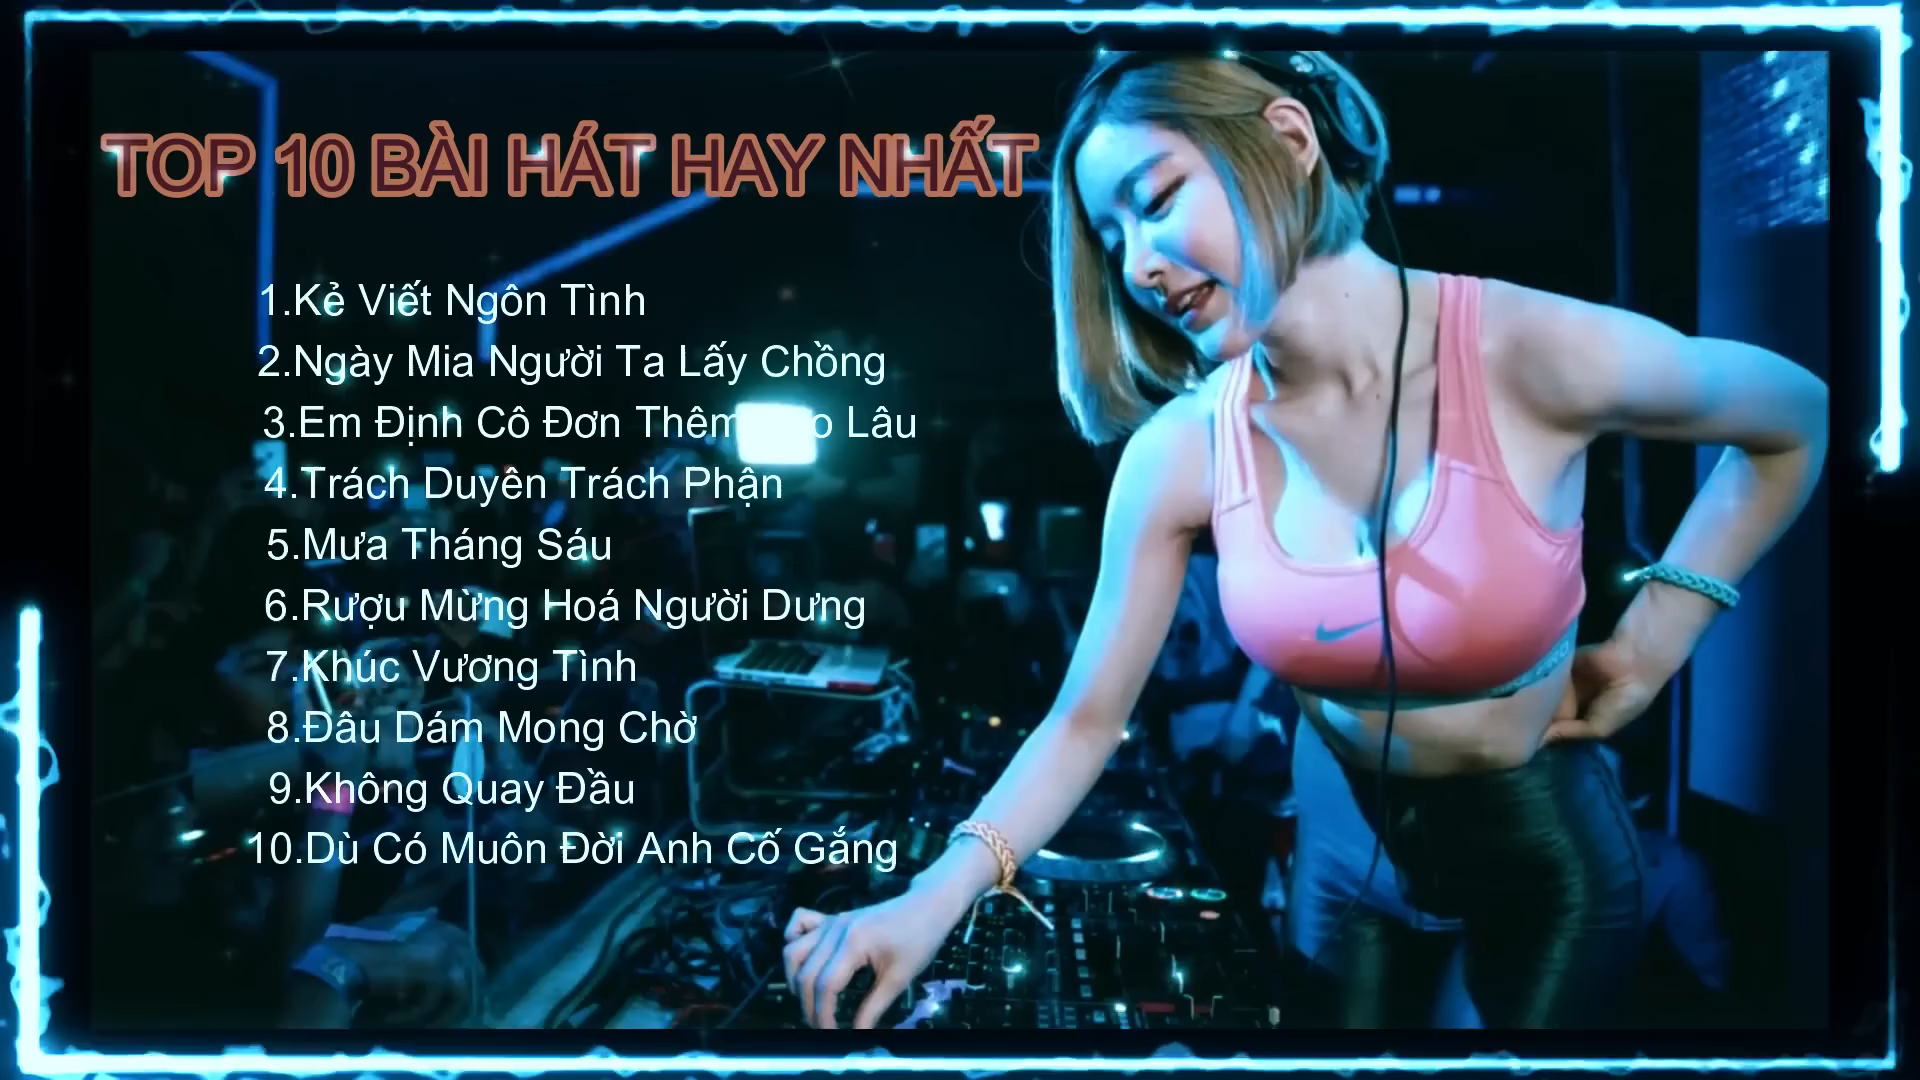 TOP 10 BÀI HÁT HAY NHẤT
1.Kẻ Viết Ngôn Tình
2.Ngày Mia Người Ta Lấy Chồng
3.Em Định Cô Đơn Thêm Lâu
4.Trách Duyên Trách Phận
5.Mưa Tháng Sáu
6.Rượu Mừng Hoá Người Dưng
7.Khúc Vương Tình
8.Đâu Dám Mong Chờ
9.Không Quay Đầu
10.Dù Có Muôn Đời Anh Cố Gắng